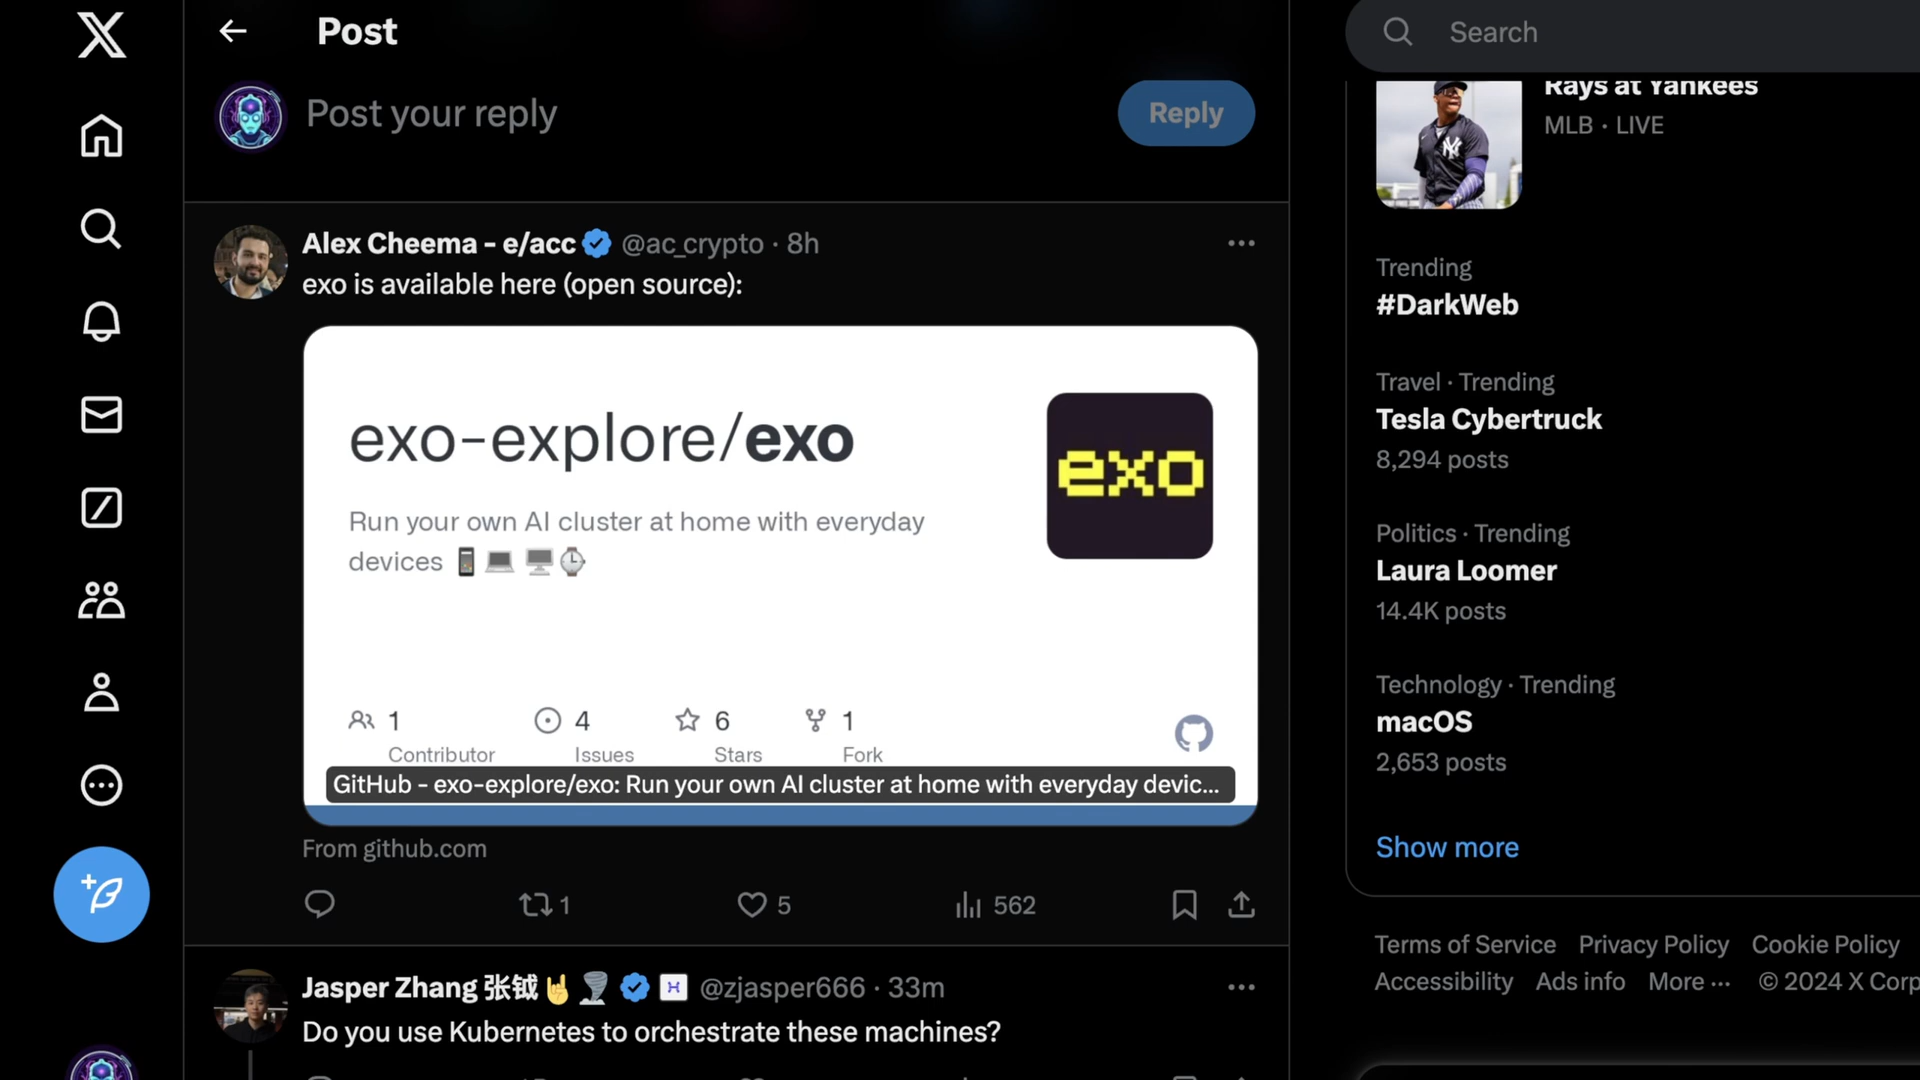 Post
Post your reply
Reply
Alex Cheema - e/acc @ac_crypto · 8h
exo is available here (open source):
exo-explore/exo
exo
Run your own AI cluster at home with everyday
devices
1
Contributor
4
Issues
6
Stars
1
Fork
GitHub - exo-explore/exo: Run your own AI cluster at home with everyday devic...
From github.com
1
5
562
Jasper Zhang 张钺🤘🌪️ @zjasper666 · 33m
Do you use Kubernetes to orchestrate these machines?
Search
Rays at Yankees
MLB · LIVE
Trending
#DarkWeb
Travel · Trending
Tesla Cybertruck
8,294 posts
Politics · Trending
Laura Loomer
14.4K posts
Technology · Trending
macOS
2,653 posts
Show more
Terms of Service Privacy Policy Cookie Policy
Accessibility Ads info More ··· © 2024 X Corp